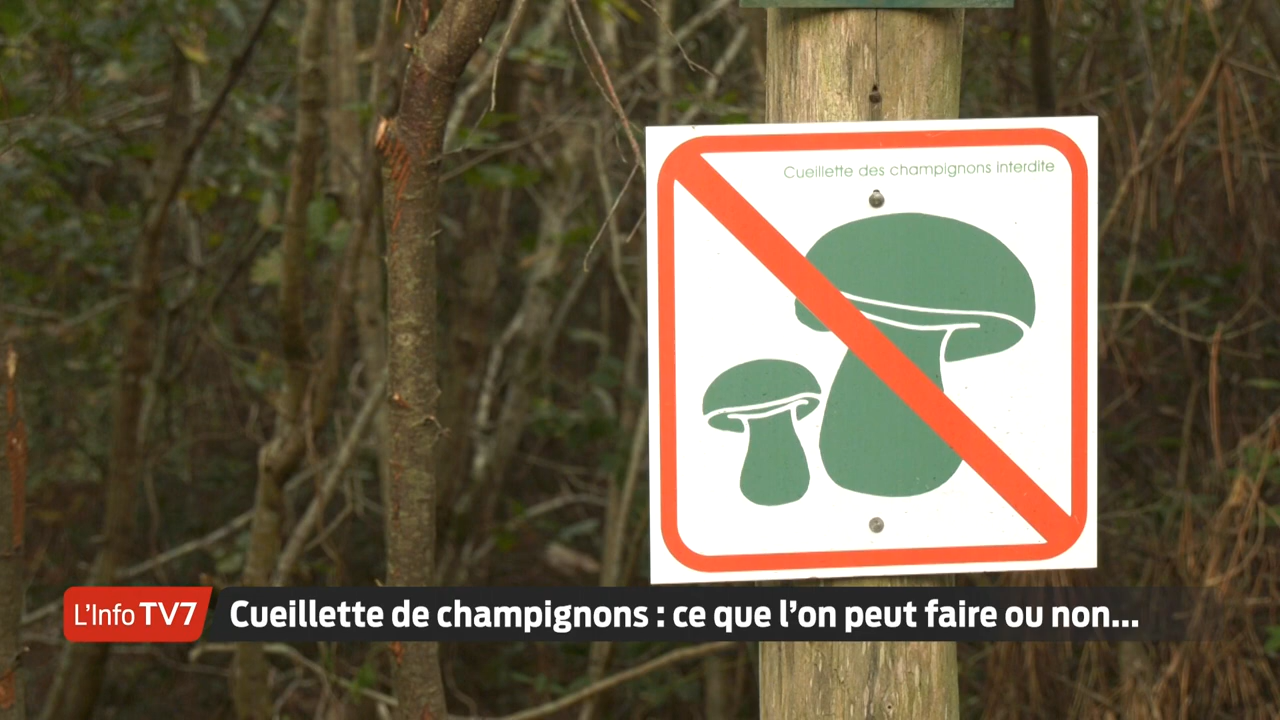 Cueillette des champignons interdite
L'Info TV7
Cueillette de champignons : ce que l'on peut faire ou non...